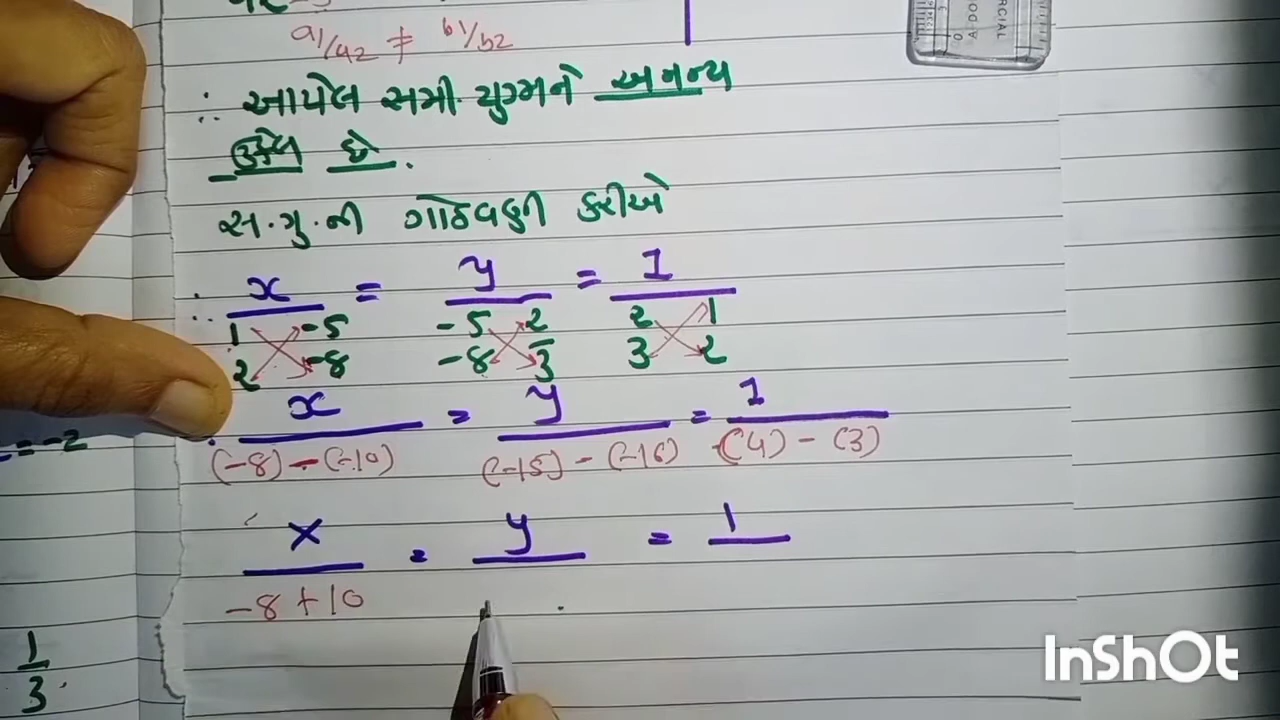 a1/a2 ≠ b1/b2
∴ આપેલ સમી યુગ્મને અનન્ય
ઉકેલ છે.
સ.ગુ.ની ગોઠવણી કરીએ
∴ x = y = 1
1 -5 -5 2 2 1
2 -8 -8 3 3 2
∴ x = y = 1
(-8) - (-10) (-15) - (-16) (4) - (3)
x = y = 1
-8 + 10
= -2
1
3
InShOt